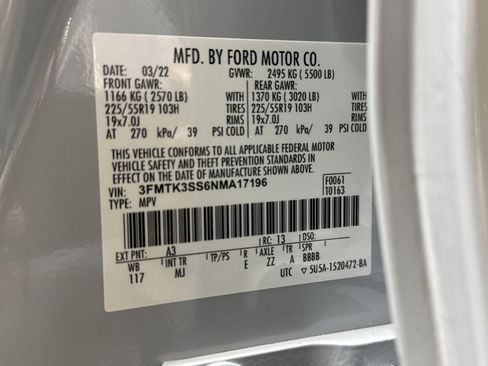 MFD. BY FORD MOTOR CO.
DATE: 03/22 GVWR: 2495 KG ( 5500 LB)
FRONT GAWR: REAR GAWR:
1166 KG ( 2570 LB) WITH 1370 KG ( 3020 LB) WITH
225/55R19 103H TIRES 225/55R19 103H TIRES
19x7.0J RIMS 19x7.0J RIMS
AT 270 kPa/ 39 PSI COLD AT 270 kPa/ 39 PSI COLD
THIS VEHICLE CONFORMS TO ALL APPLICABLE FEDERAL MOTOR
VEHICLE SAFETY AND THEFT PREVENTION STANDARDS IN
EFFECT ON THE DATE OF MANUFACTURE SHOWN ABOVE.
VIN: 3FMTK3SS6NMA17196 F0061
TYPE: MPV T0163
EXT PNT: A3 RC: 13 DSO:
WB INT TR TP/PS R AXLE TR SPR
117 MJ E ZZ A BBBB
UTC ▽ 5U5A-1520472-BA